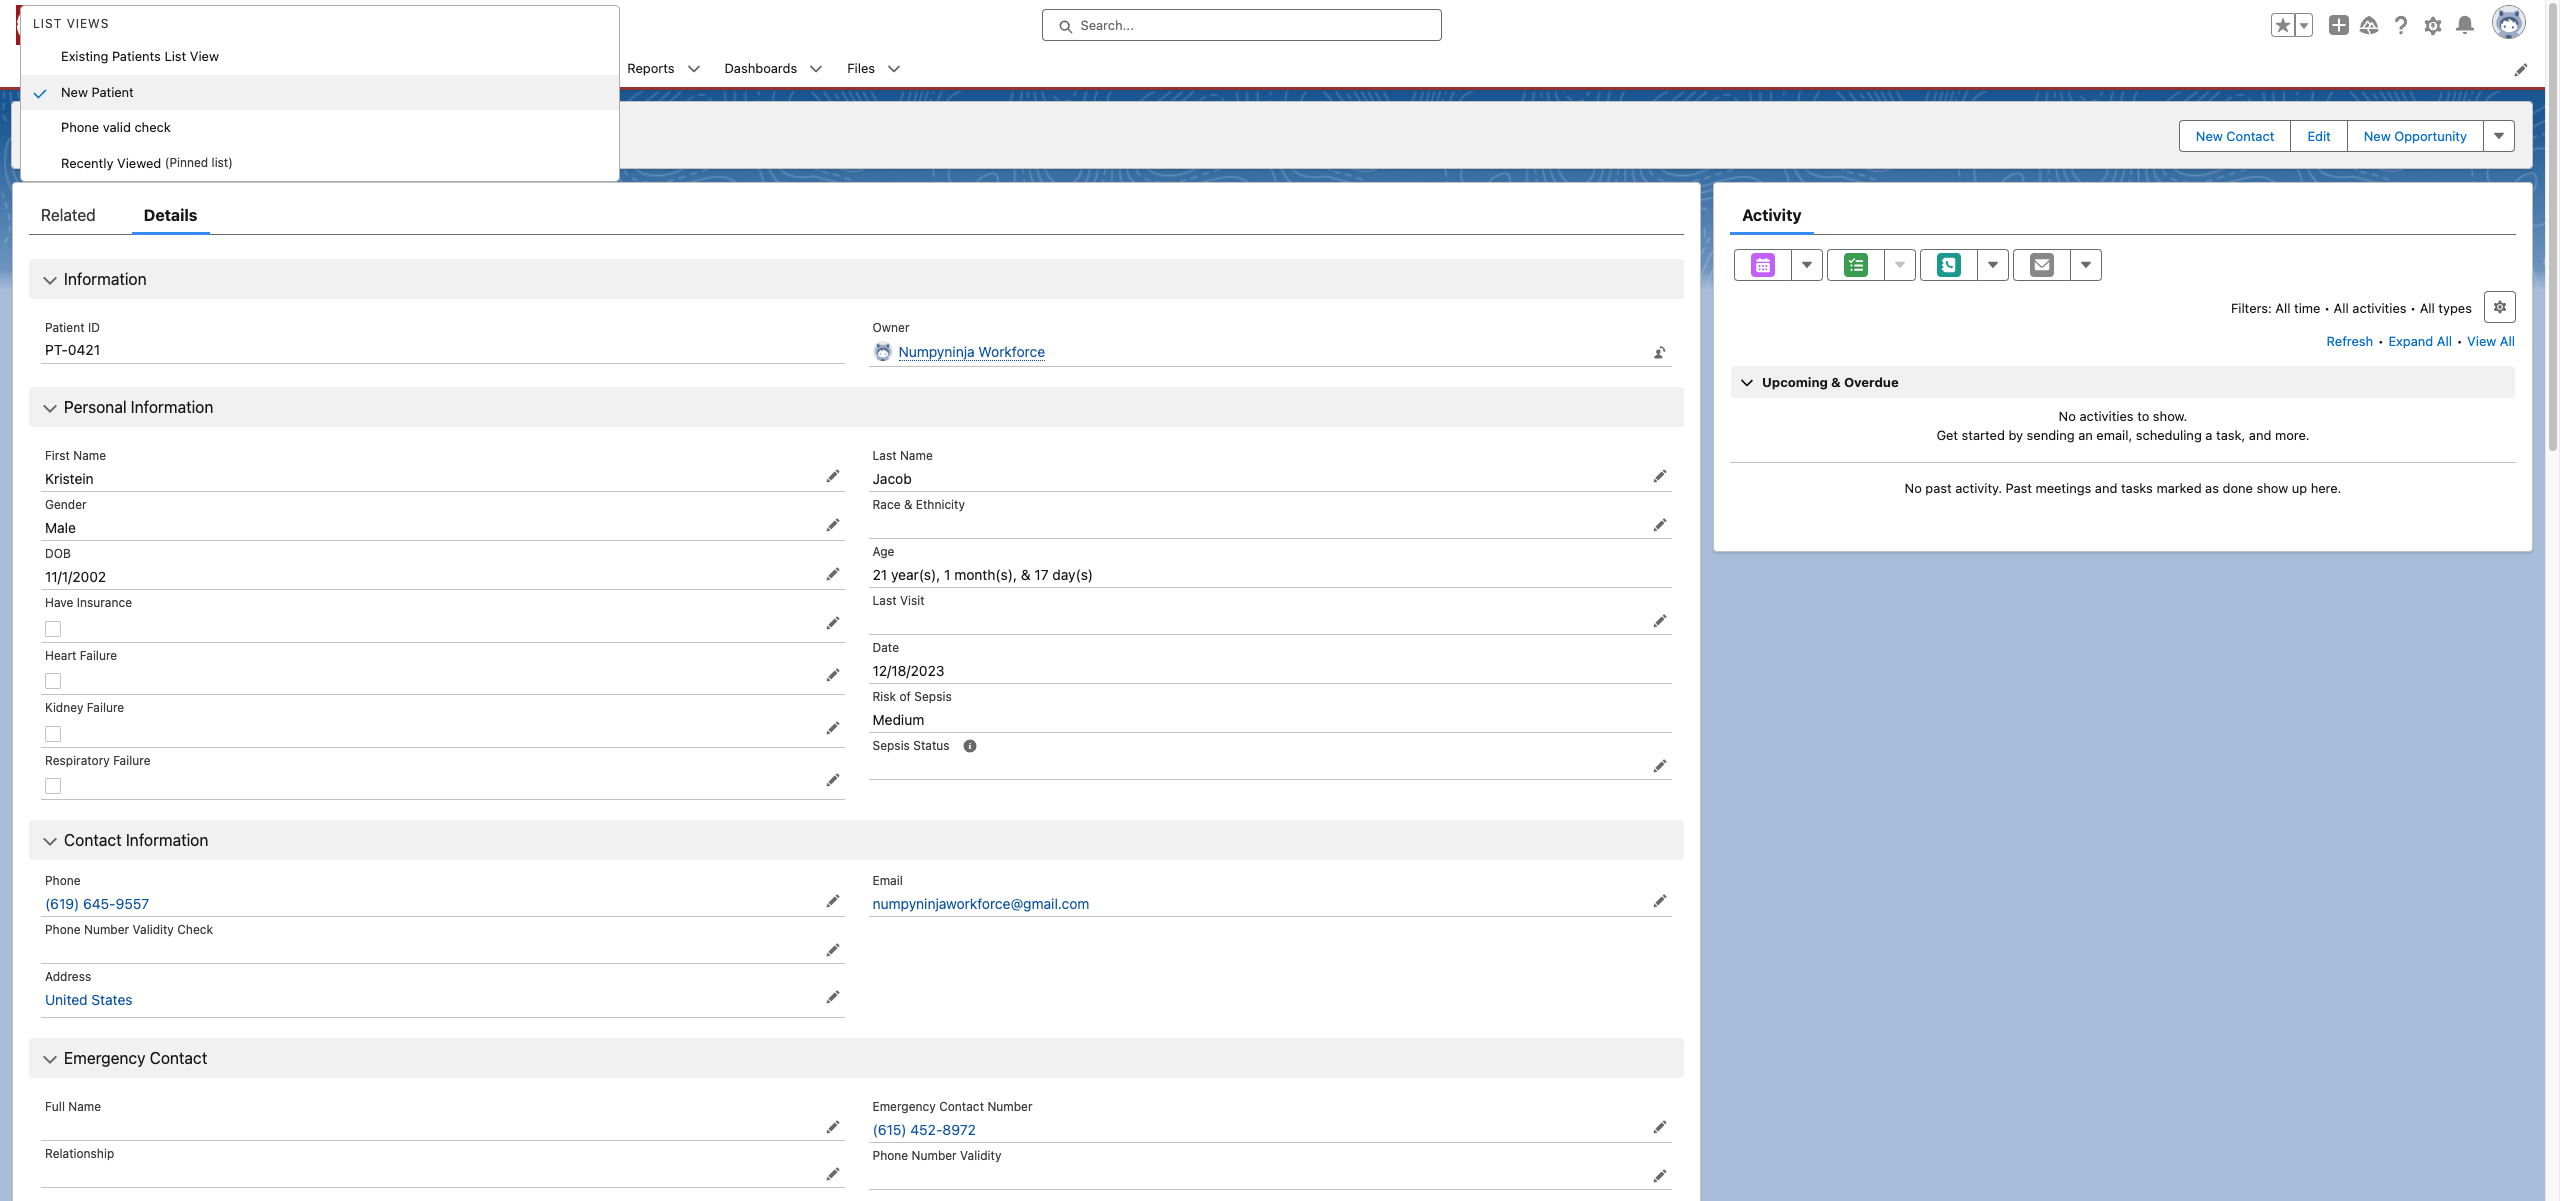 LIST VIEWS
Existing Patients List View
New Patient
Phone valid check
Recently Viewed (Pinned list)
Search...
Reports
Dashboards
Files
New Contact
Edit
New Opportunity
Related
Details
Information
Patient ID
PT-0421
Owner
Numpyninja Workforce
Personal Information
First Name
Kristein
Last Name
Jacob
Gender
Male
Race & Ethnicity
DOB
11/1/2002
Age
21 year(s), 1 month(s), & 17 day(s)
Have Insurance
Last Visit
Heart Failure
Date
12/18/2023
Kidney Failure
Risk of Sepsis
Medium
Respiratory Failure
Sepsis Status
Contact Information
Phone
(619) 645-9557
Email
numpyninjaworkforce@gmail.com
Phone Number Validity Check
Address
United States
Emergency Contact
Full Name
Emergency Contact Number
(615) 452-8972
Relationship
Phone Number Validity
Activity
Filters: All time • All activities • All types
Refresh • Expand All • View All
Upcoming & Overdue
No activities to show.
Get started by sending an email, scheduling a task, and more.
No past activity. Past meetings and tasks marked as done show up here.